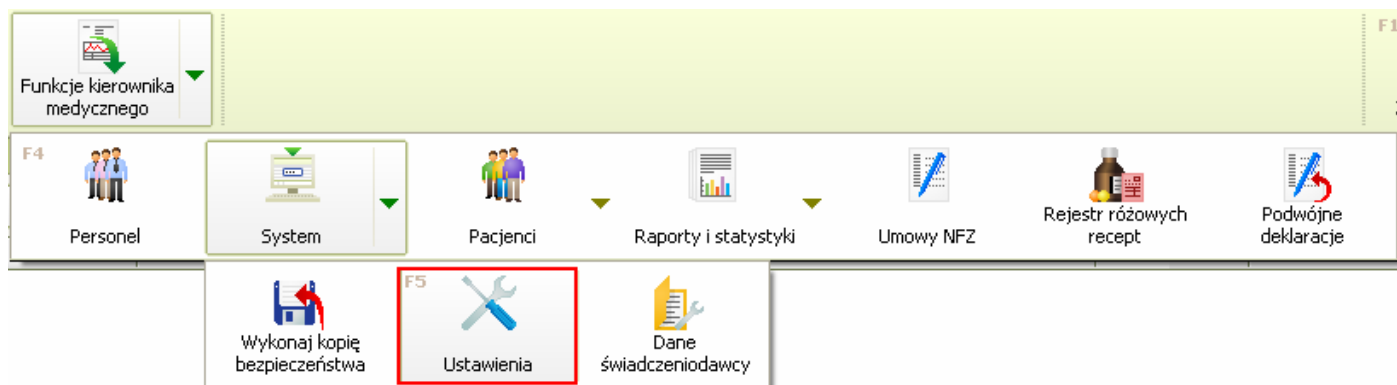 F1
Funkcje kierownika
medycznego
F4
Personel
System
Pacjenci
Raporty i statystyki
Umowy NFZ
Rejestr różowych
recept
Podwójne
deklaracje
Wykonaj kopię
bezpieczeństwa
F5
Ustawienia
Dane
świadczeniodawcy